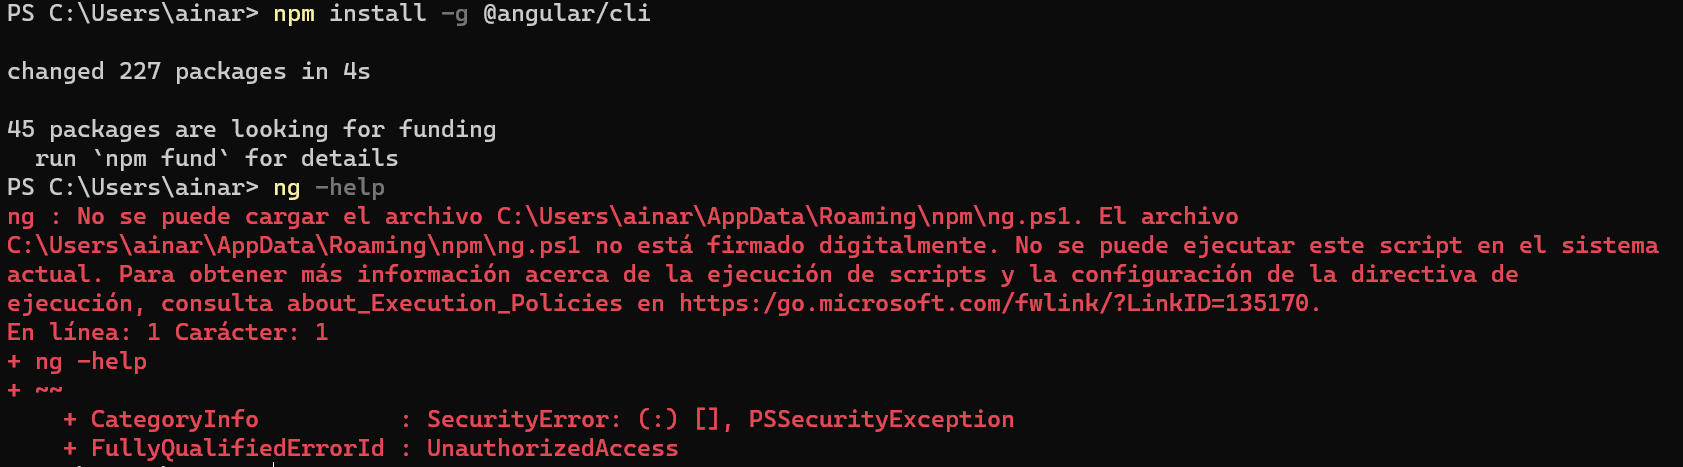 PS C:\Users\ainar> npm install -g @angular/cli
changed 227 packages in 4s
45 packages are looking for funding
  run `npm fund` for details
PS C:\Users\ainar> ng -help
ng : No se puede cargar el archivo C:\Users\ainar\AppData\Roaming\npm\ng.ps1. El archivo
C:\Users\ainar\AppData\Roaming\npm\ng.ps1 no está firmado digitalmente. No se puede ejecutar este script en el sistema
actual. Para obtener más información acerca de la ejecución de scripts y la configuración de la directiva de
ejecución, consulta about_Execution_Policies en https:/go.microsoft.com/fwlink/?LinkID=135170.
En línea: 1 Carácter: 1
+ ng -help
+ ~~
    + CategoryInfo          : SecurityError: (:) [], PSSecurityException
    + FullyQualifiedErrorId : UnauthorizedAccess